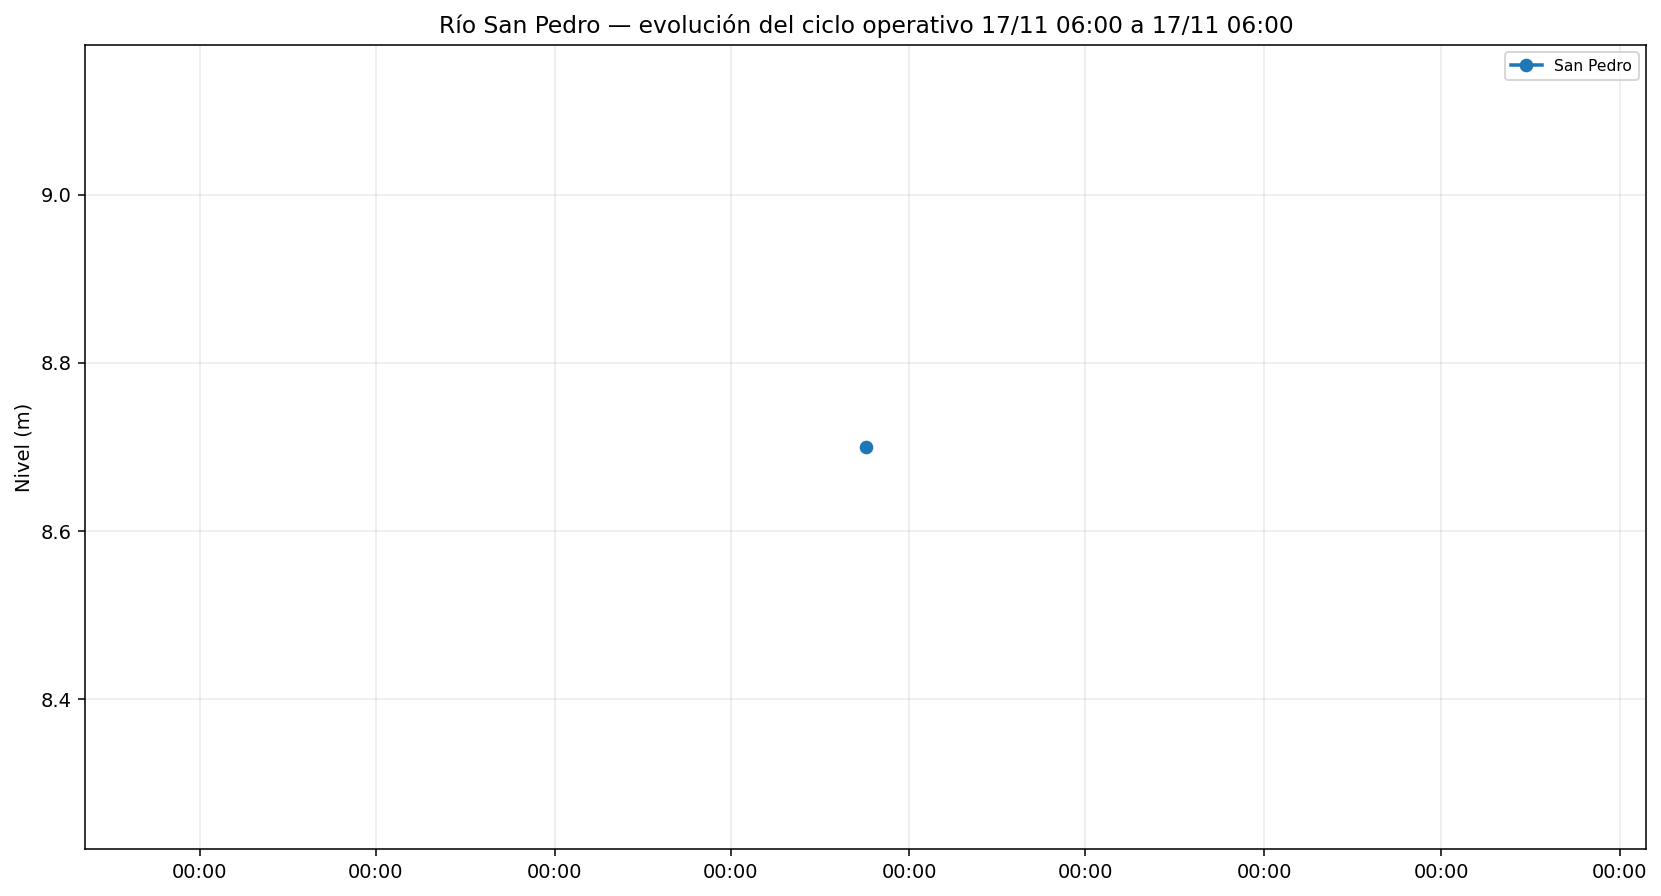 Río San Pedro — evolución del ciclo operativo 17/11 06:00 a 17/11 06:00
San Pedro
Nivel (m)
9.0
8.8
8.6
8.4
00:00 00:00 00:00 00:00 00:00 00:00 00:00 00:00 00:00